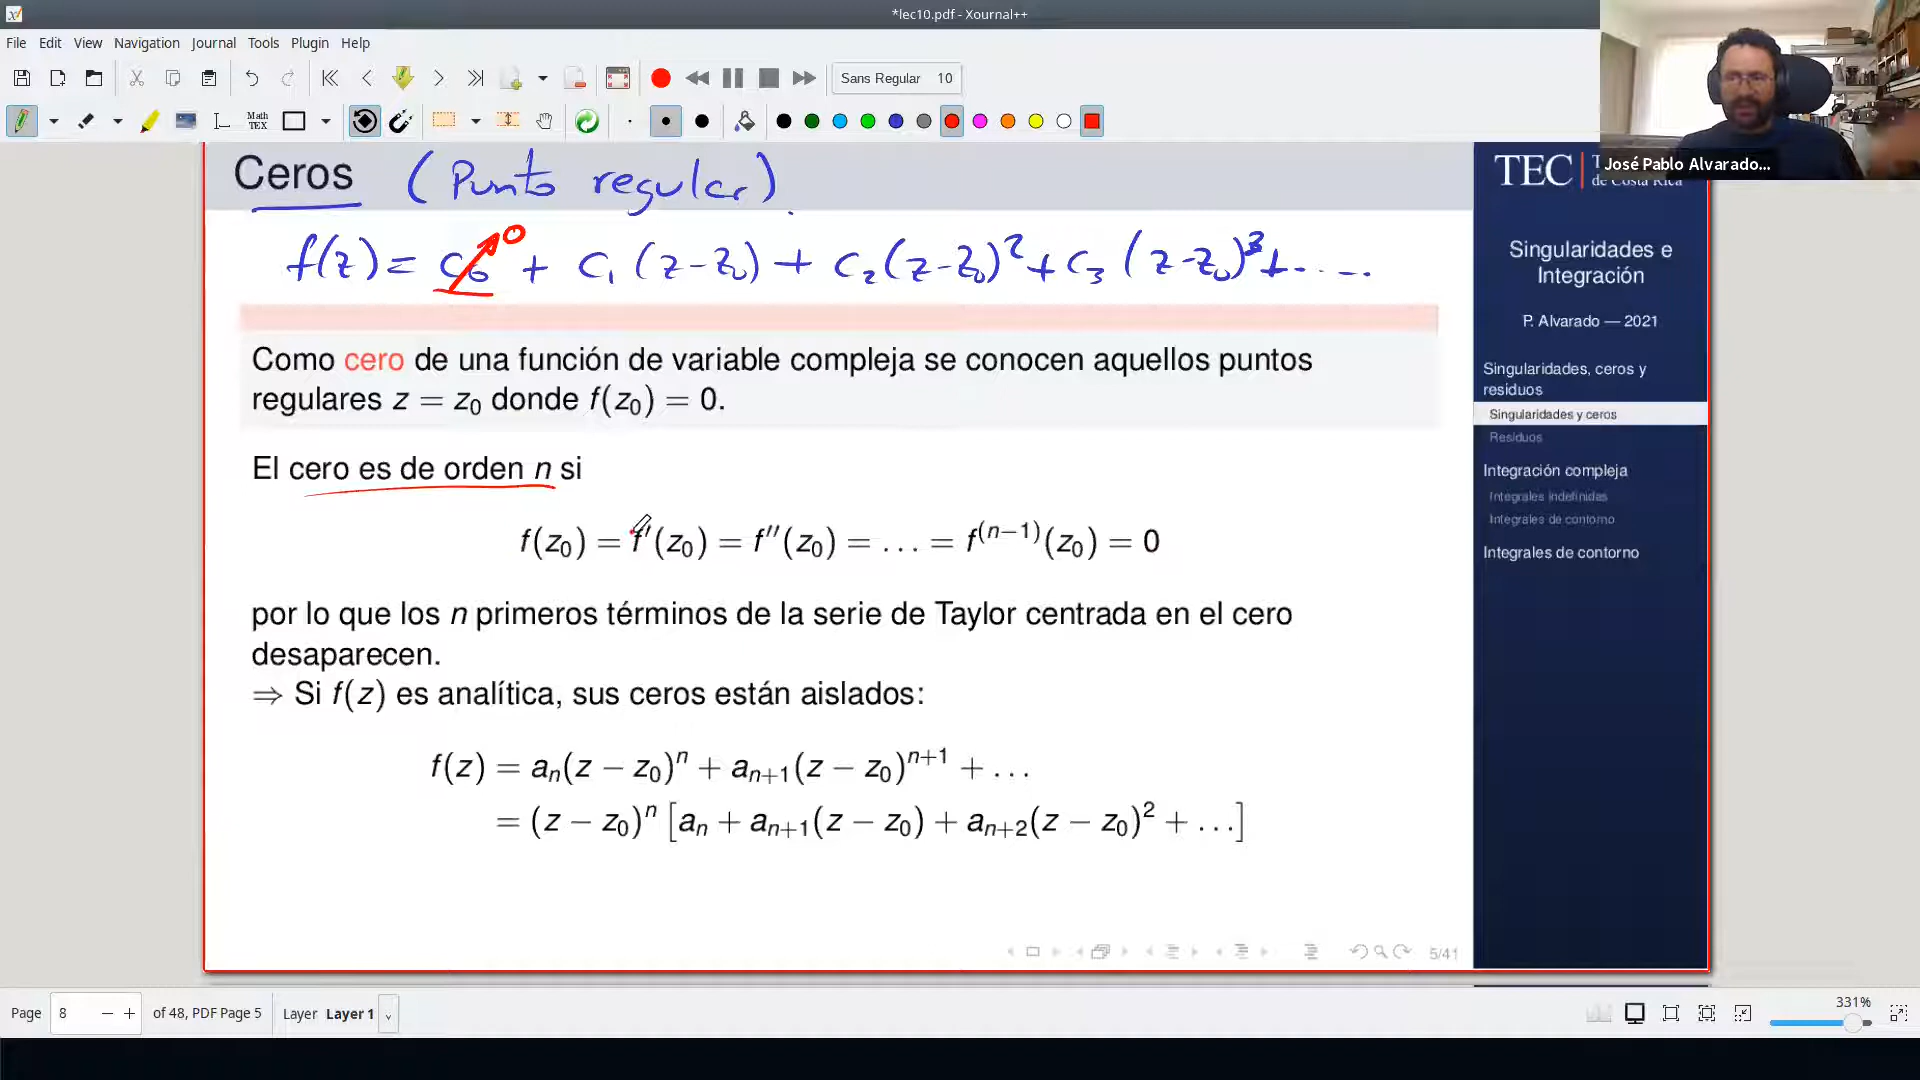 *lec10.pdf - Xournal++
File Edit View Navigation Journal Tools Plugin Help
Sans Regular 10
Math TEX
José Pablo Alvarado...
Ceros (Punto regular)
TEC
de Costa Rica
f(z) = c₀ ↗0 + c₁ (z-z₀) + c₂(z-z₀)² + c₃ (z-z₀)³ + .....
Como cero de una función de variable compleja se conocen aquellos puntos
regulares z = z₀ donde f(z₀) = 0.
El cero es de orden n si
f(z₀) = f′(z₀) = f″(z₀) = ... = f⁽ⁿ⁻¹⁾(z₀) = 0
por lo que los n primeros términos de la serie de Taylor centrada en el cero
desaparecen.
⇒ Si f(z) es analítica, sus ceros están aislados:
f(z) = aₙ(z − z₀)ⁿ + aₙ₊₁(z − z₀)ⁿ⁺¹ + ...
= (z − z₀)ⁿ [aₙ + aₙ₊₁(z − z₀) + aₙ₊₂(z − z₀)² + ...]
5/41
Singularidades e
Integración
P. Alvarado — 2021
Singularidades, ceros y
residuos
Singularidades y ceros
Residuos
Integración compleja
Integrales indefinidas
Integrales de contorno
Integrales de contorno
Page 8 of 48, PDF Page 5 Layer Layer 1
331%